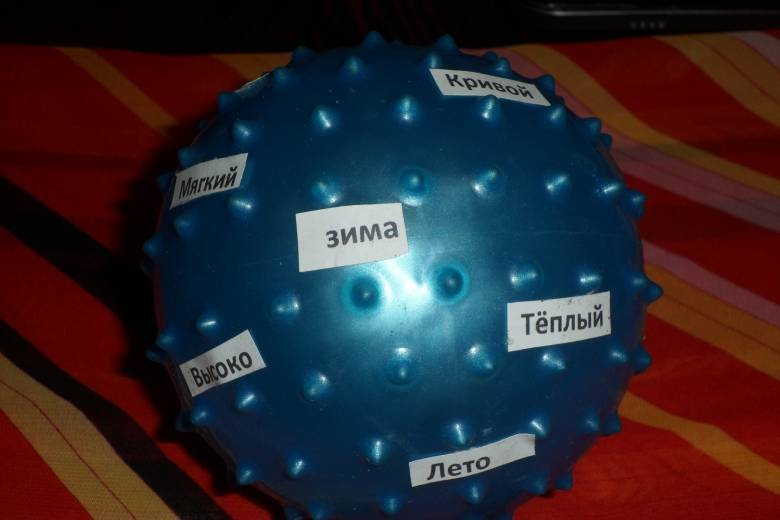 Кривой
Мягкий
зима
Тёплый
Высоко
Лето